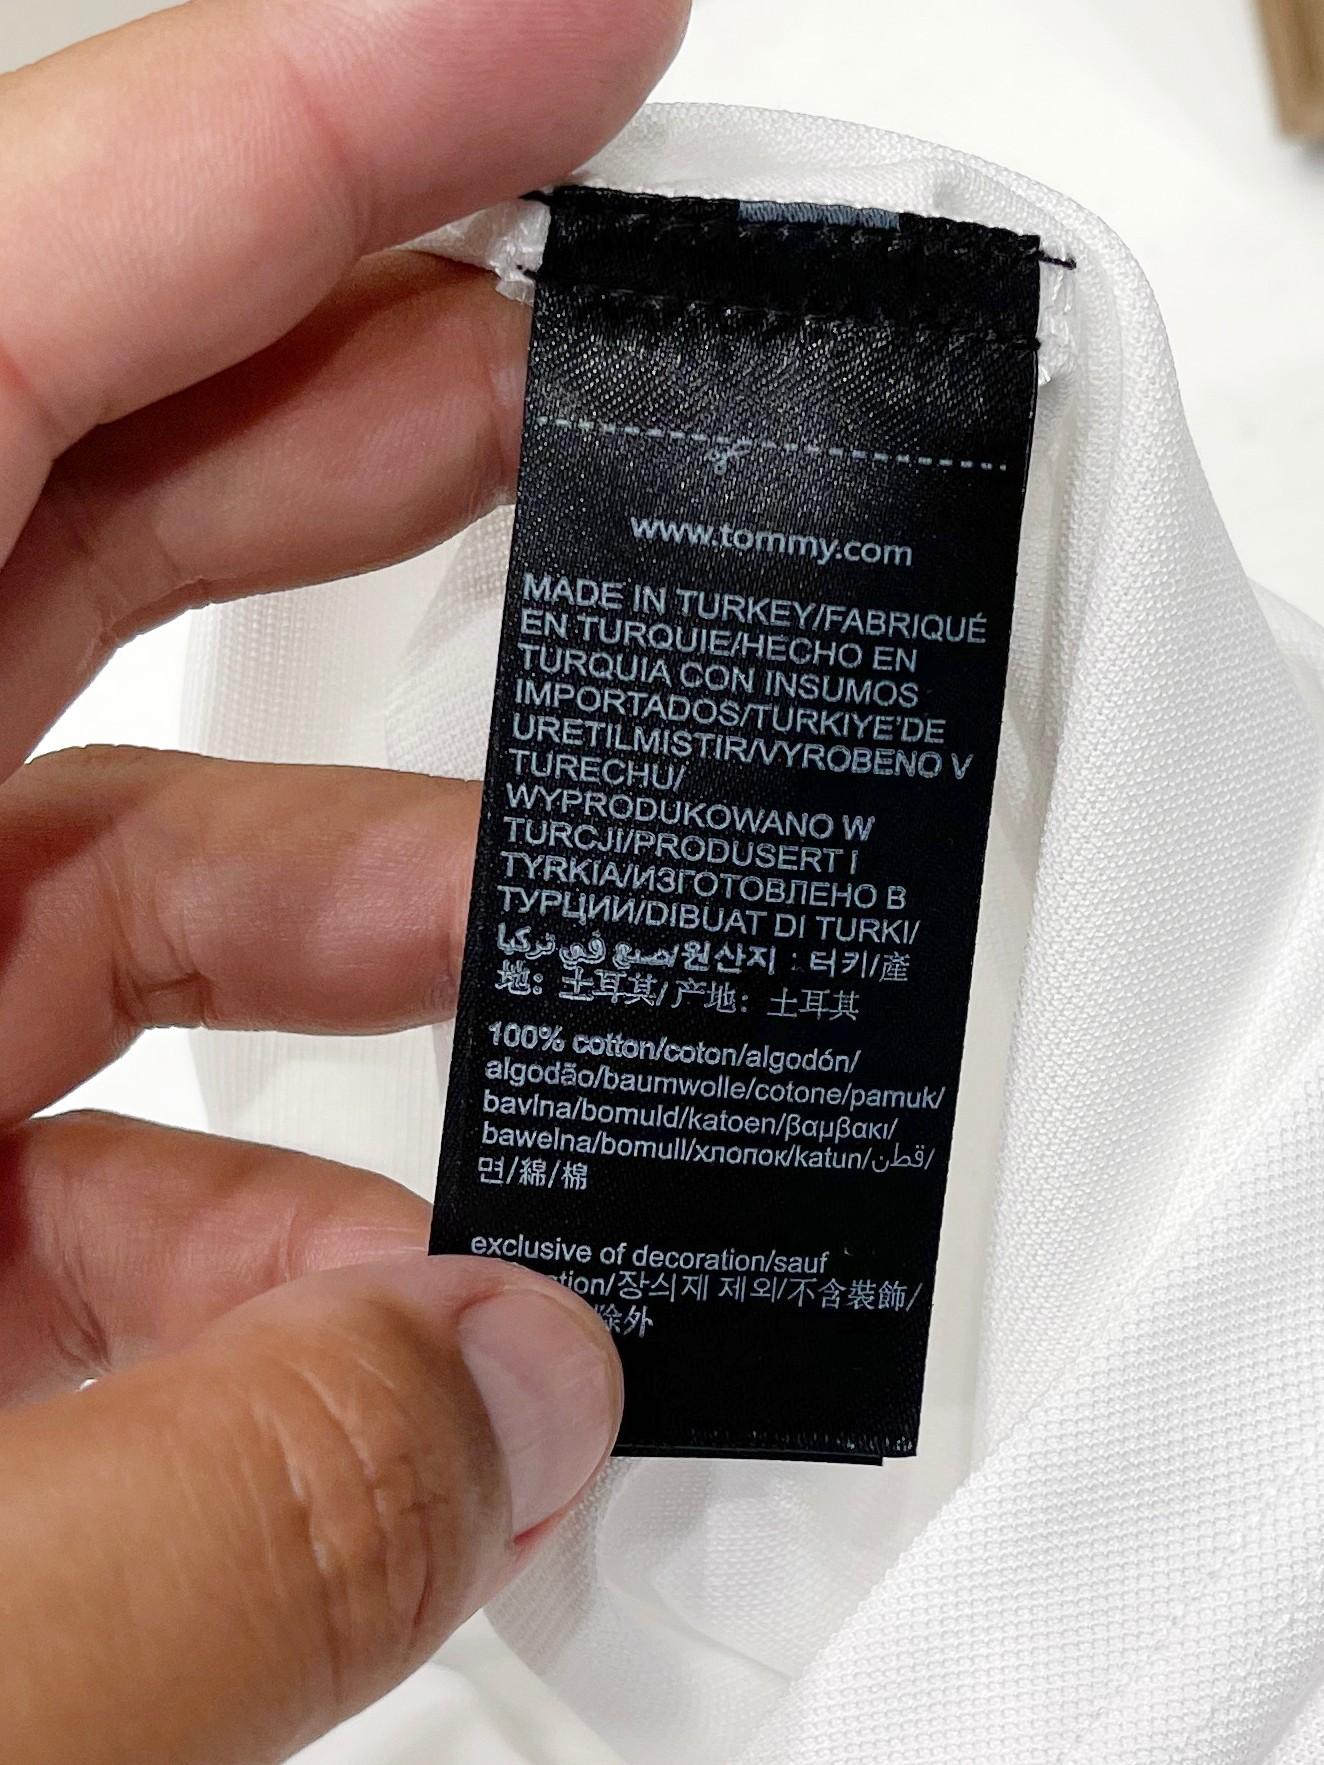 www.tommy.com
MADE IN TURKEY/FABRIQUÉ
EN TURQUIE/HECHO EN
TURQUIA CON INSUMOS
IMPORTADOS/TURKIYE'DE
URETILMISTIR/VYROBENO V
TURECHU/
WYPRODUKOWANO W
TURCJI/PRODUSERT I
TYRKIA/ИЗГОТОВЛЕНО В
ТУРЦИИ/DIBUAT DI TURKI/
صنع في تركيا/원산지 : 터키/產
地: 土耳其/产地: 土耳其
100% cotton/coton/algodón/
algodão/baumwolle/cotone/pamuk/
bavlna/bomuld/katoen/βαμβακι/
bawelna/bomull/хлопок/katun/قطن/
면/綿/棉
exclusive of decoration/sauf
장식제 제외/不含裝飾/
除外